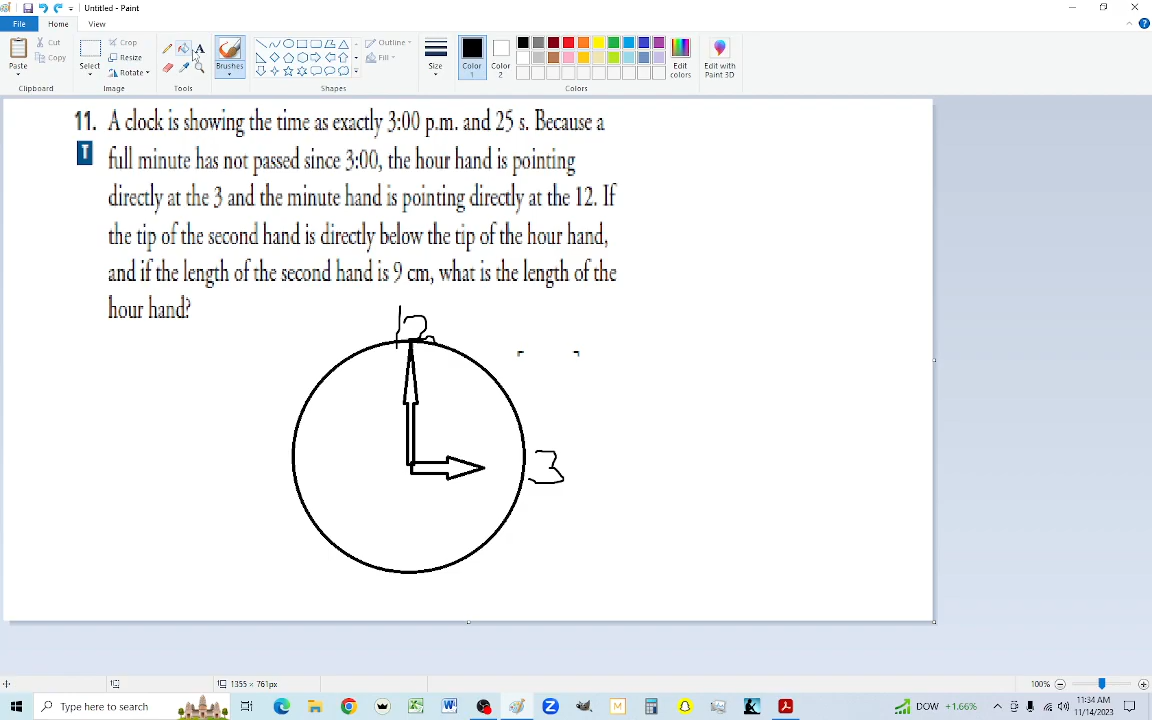 Untitled - Paint
File Home View
Paste
Cut
Copy
Clipboard
Select
Crop
Resize
Rotate
Image
A
Tools
Brushes
Outline
Fill
Shapes
Size
Color 1
Color 2
Edit colors
Edit with Paint 3D
Colors
11. A clock is showing the time as exactly 3:00 p.m. and 25 s. Because a
T full minute has not passed since 3:00, the hour hand is pointing
directly at the 3 and the minute hand is pointing directly at the 12. If
the tip of the second hand is directly below the tip of the hour hand,
and if the length of the second hand is 9 cm, what is the length of the
hour hand?
12
3
1355 × 761px
100%
Type here to search
DOW +1.66%
11:34 AM
11/14/2023